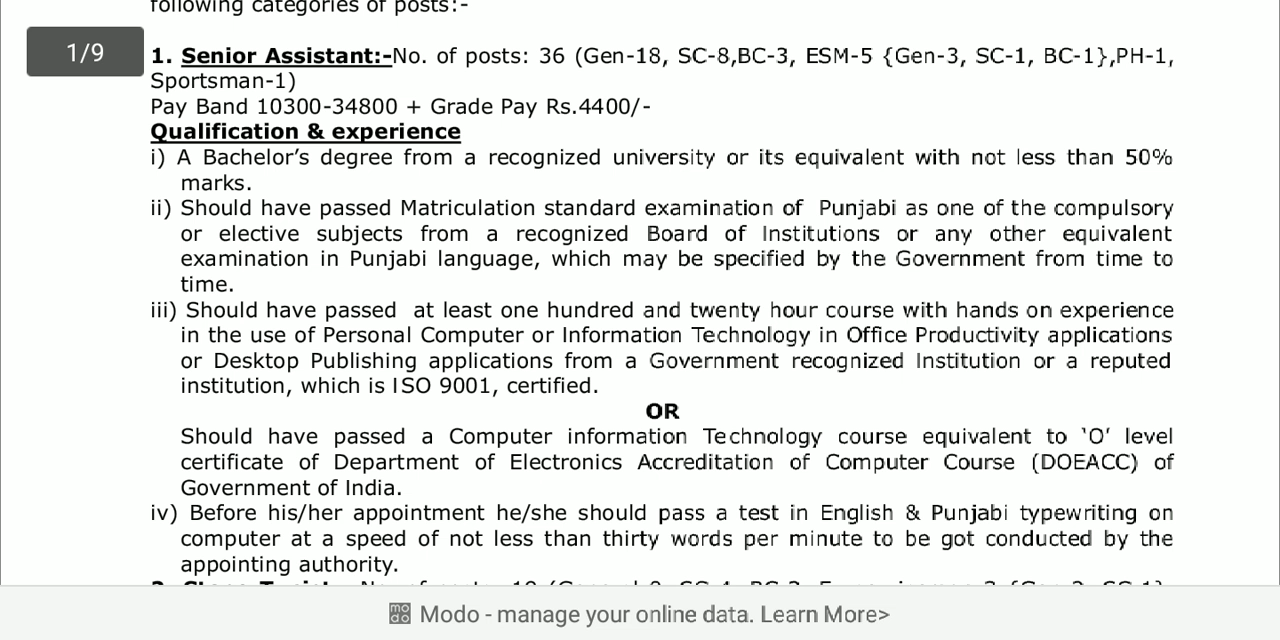 following categories of posts:-
1/9
1. Senior Assistant:-No. of posts: 36 (Gen-18, SC-8,BC-3, ESM-5 {Gen-3, SC-1, BC-1},PH-1,
Sportsman-1)
Pay Band 10300-34800 + Grade Pay Rs.4400/-
Qualification & experience
i) A Bachelor’s degree from a recognized university or its equivalent with not less than 50%
marks.
ii) Should have passed Matriculation standard examination of Punjabi as one of the compulsory
or elective subjects from a recognized Board of Institutions or any other equivalent
examination in Punjabi language, which may be specified by the Government from time to
time.
iii) Should have passed at least one hundred and twenty hour course with hands on experience
in the use of Personal Computer or Information Technology in Office Productivity applications
or Desktop Publishing applications from a Government recognized Institution or a reputed
institution, which is ISO 9001, certified.
OR
Should have passed a Computer information Technology course equivalent to ‘O’ level
certificate of Department of Electronics Accreditation of Computer Course (DOEACC) of
Government of India.
iv) Before his/her appointment he/she should pass a test in English & Punjabi typewriting on
computer at a speed of not less than thirty words per minute to be got conducted by the
appointing authority.
modo Modo - manage your online data. Learn More>